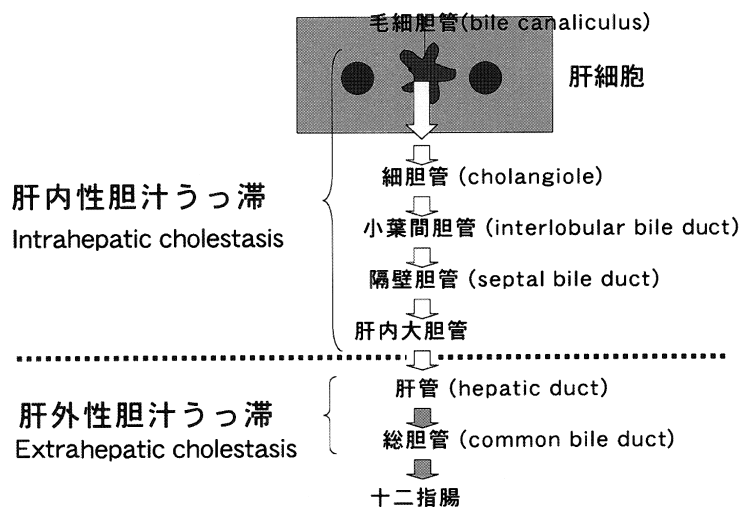 毛細胆管(bile canaliculus)
肝細胞
細胆管 (cholangiole)
肝内性胆汁うっ滞
Intrahepatic cholestasis
小葉間胆管 (interlobular bile duct)
隔壁胆管 (septal bile duct)
肝内大胆管
肝管 (hepatic duct)
肝外性胆汁うっ滞
Extrahepatic cholestasis
総胆管 (common bile duct)
十二指腸